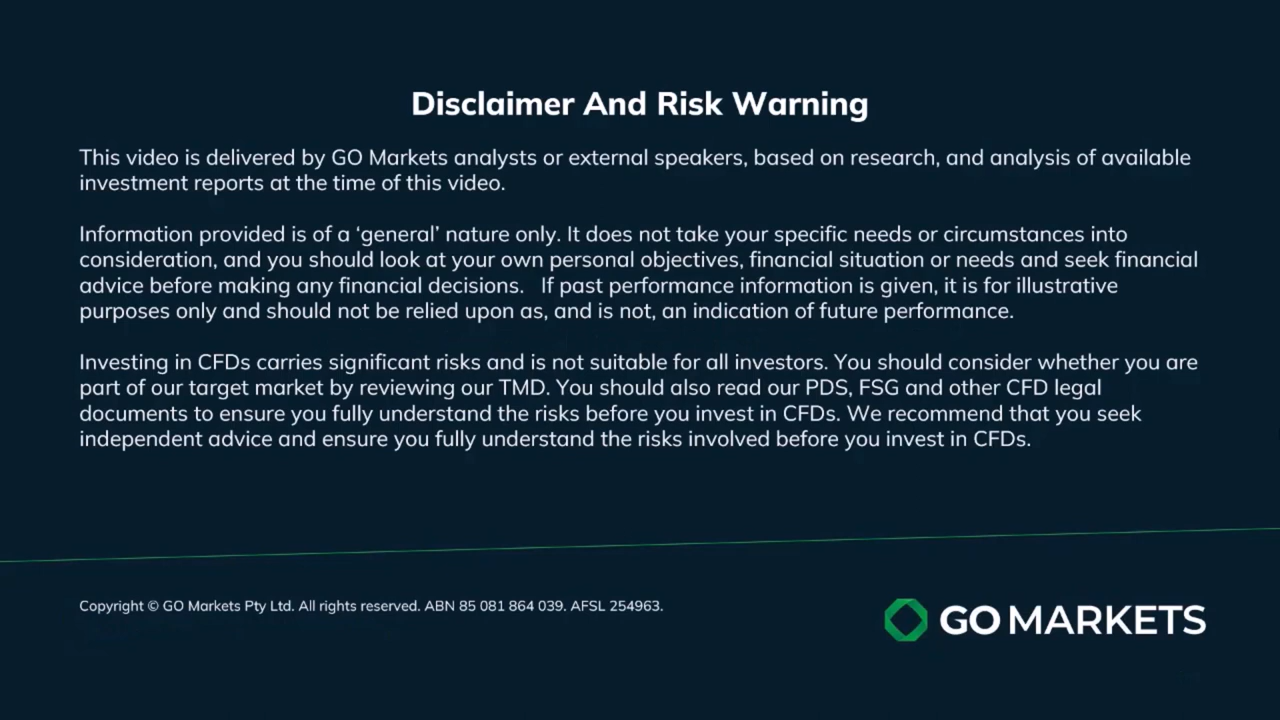 Disclaimer And Risk Warning
This video is delivered by GO Markets analysts or external speakers, based on research, and analysis of available
investment reports at the time of this video.
Information provided is of a ‘general’ nature only. It does not take your specific needs or circumstances into
consideration, and you should look at your own personal objectives, financial situation or needs and seek financial
advice before making any financial decisions.   If past performance information is given, it is for illustrative
purposes only and should not be relied upon as, and is not, an indication of future performance.
Investing in CFDs carries significant risks and is not suitable for all investors. You should consider whether you are
part of our target market by reviewing our TMD. You should also read our PDS, FSG and other CFD legal
documents to ensure you fully understand the risks before you invest in CFDs. We recommend that you seek
independent advice and ensure you fully understand the risks involved before you invest in CFDs.
Copyright © GO Markets Pty Ltd. All rights reserved. ABN 85 081 864 039. AFSL 254963.
GO MARKETS